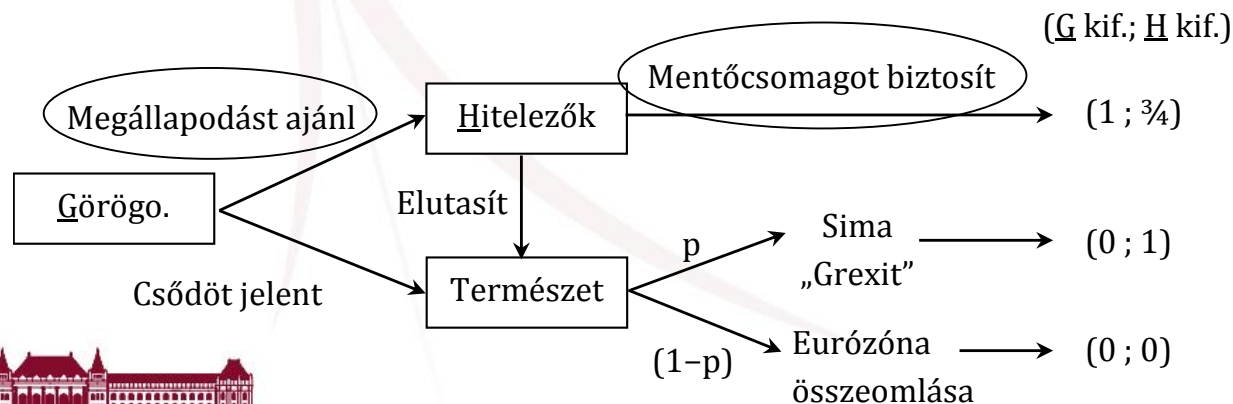 (G kif.; H kif.)
Mentőcsomagot biztosít
Megállapodást ajánl
Hitelezők
(1 ; ¾)
Görögo.
Elutasít
Csődöt jelent
Természet
p
Sima
„Grexit”
(0 ; 1)
(1–p)
Eurózóna
összeomlása
(0 ; 0)